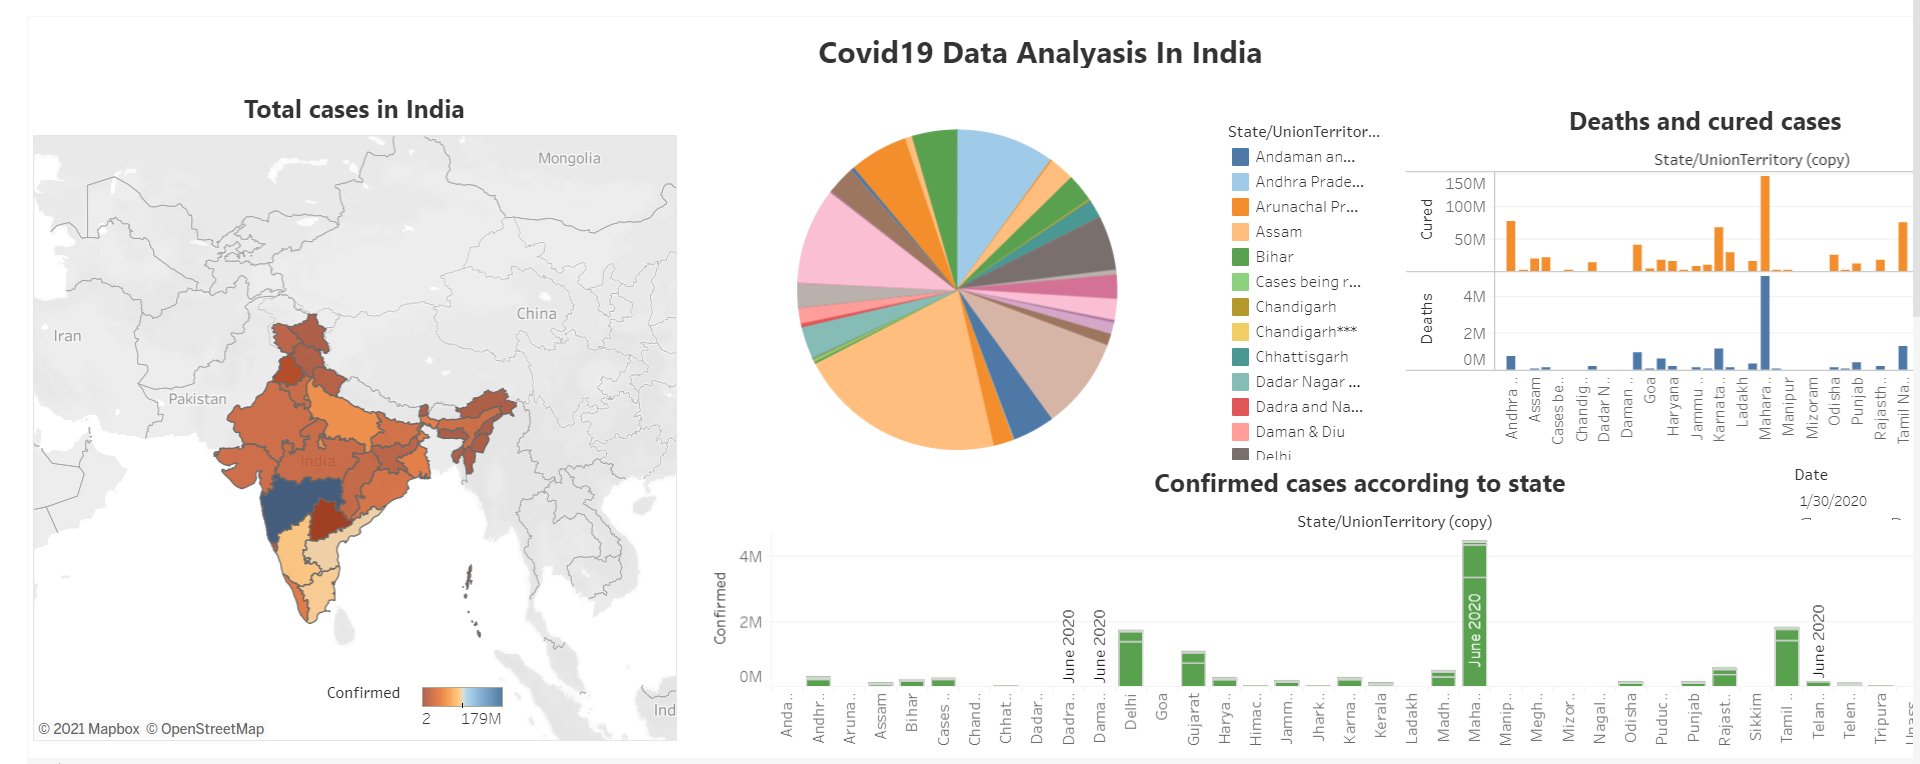 Covid19 Data Analyasis In India
Total cases in India
Mongolia
China
Iran
Pakistan
India
Ind
Confirmed
2
179M
© 2021 Mapbox © OpenStreetMap
State/UnionTerritor...
Andaman an...
Andhra Prade...
Arunachal Pr...
Assam
Bihar
Cases being r...
Chandigarh
Chandigarh***
Chhattisgarh
Dadar Nagar ...
Dadra and Na...
Daman & Diu
Delhi
Deaths and cured cases
State/UnionTerritory (copy)
Cured
150M
100M
50M
Deaths
4M
2M
0M
Andhra ..
Assam
Cases be..
Chandig..
Dadar N..
Daman ..
Goa
Haryana
Jammu ..
Karnata..
Ladakh
Mahara..
Manipur
Mizoram
Odisha
Punjab
Rajasth..
Tamil Na..
Date
1/30/2020
Confirmed cases according to state
State/UnionTerritory (copy)
Confirmed
4M
2M
0M
June 2020
June 2020
June 2020
June 2020
Anda..
Andhr..
Aruna..
Assam
Bihar
Cases ..
Chand..
Chhat..
Dadar..
Dadra..
Dama..
Delhi
Goa
Gujarat
Harya..
Himac..
Jamm..
Jhark..
Karna..
Kerala
Ladakh
Madh..
Maha..
Manip..
Megh..
Mizor..
Nagal..
Odisha
Puduc..
Punjab
Rajast..
Sikkim
Tamil ..
Telan..
Telen..
Tripura